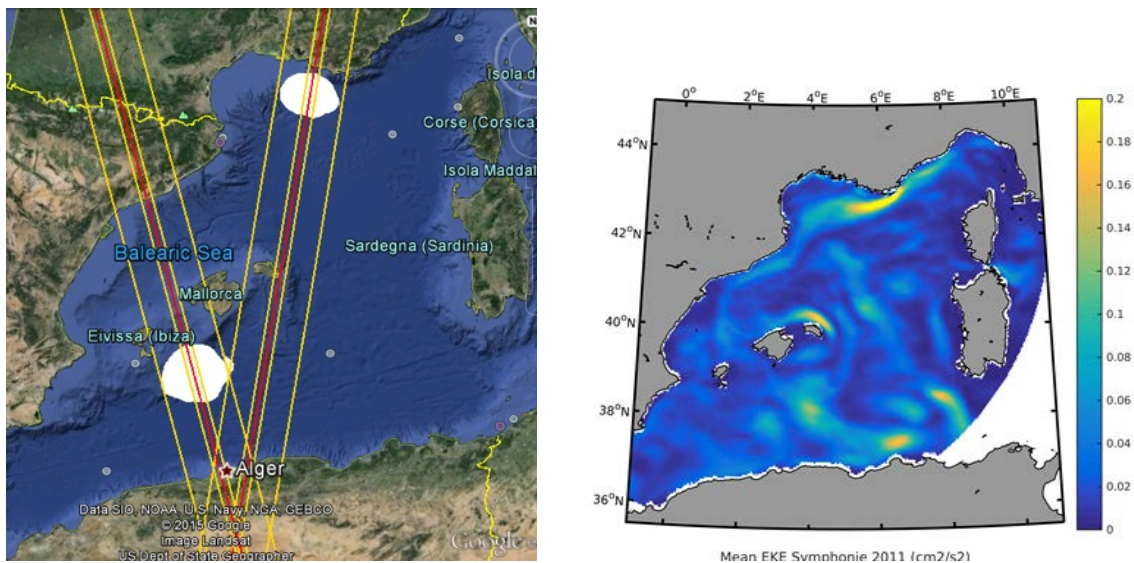 N
Isola d
Corse (Corsica)
Isola Maddal
Sardegna (Sardinia)
Balearic Sea
Mallorca
Eivissa (Ibiza)
Alger
Data SIO, NOAA, U.S. Navy, NGA, GEBCO
© 2015 Google
Image Landsat
US Dept of State Geographer
Google e
0° 2°E 4°E 6°E 8°E 10°E
44°N
42°N
40°N
38°N
36°N
0.2
0.18
0.16
0.14
0.12
0.1
0.08
0.06
0.04
0.02
0
Mean EKE Symphonie 2011 (cm2/s2)